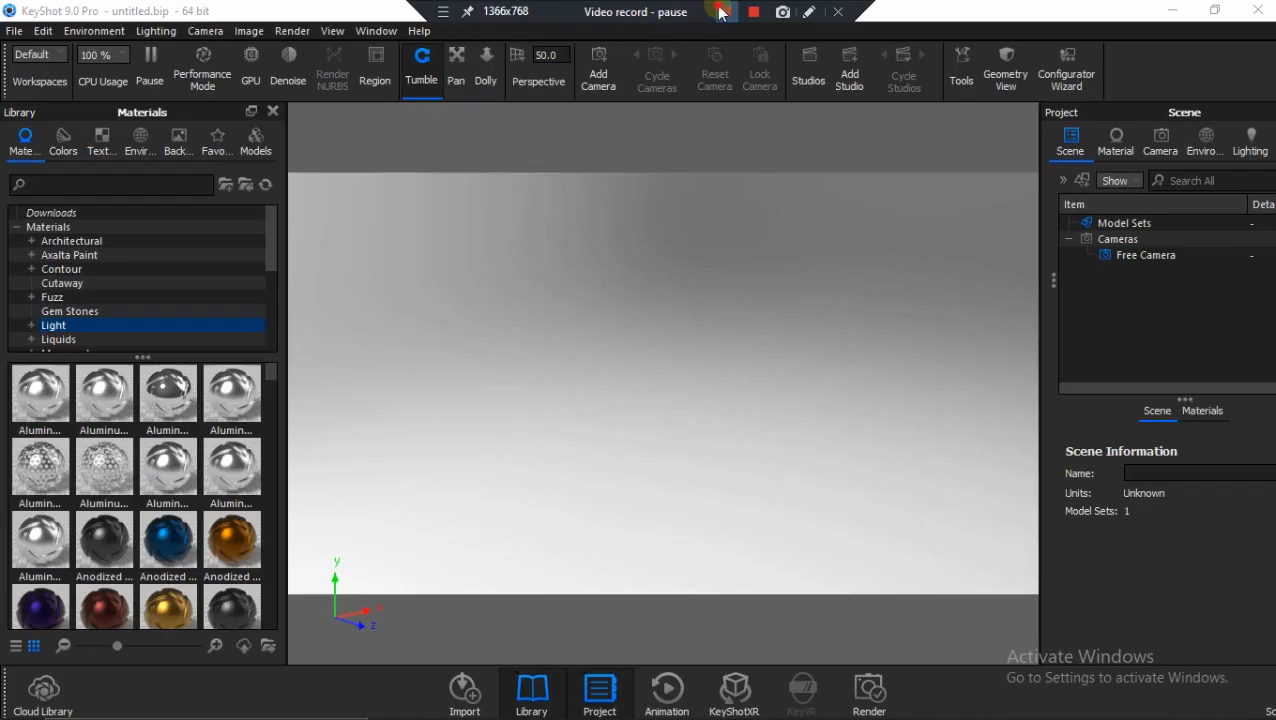 KeyShot 9.0 Pro - untitled.bip - 64 bit
1366x768
Video record - pause
File Edit Environment Lighting Camera Image Render View Window Help
Default
100 %
50.0
Workspaces
CPU Usage
Pause
Performance
Mode
GPU
Denoise
Render
NURBS
Region
Tumble
Pan
Dolly
Perspective
Add
Camera
Cycle
Cameras
Reset
Camera
Lock
Camera
Studios
Add
Studio
Cycle
Studios
Tools
Geometry
View
Configurator
Wizard
Library
Materials
Mate...
Colors
Text...
Envir...
Back...
Favo...
Models
Downloads
Materials
Architectural
Axalta Paint
Contour
Cutaway
Fuzz
Gem Stones
Light
Liquids
Alumin...
Alumin...
Alumin...
Alumin...
Alumin...
Aluminu...
Alumin...
Alumin...
Alumin...
Anodized ...
Anodized ...
Anodized ...
y
z
Project
Scene
Scene
Material
Camera
Enviro...
Lighting
Show
Search All
Item
Deta
Model Sets
-
Cameras
Free Camera
-
Scene
Materials
Scene Information
Name:
Units: Unknown
Model Sets: 1
Activate Windows
Go to Settings to activate Windows.
Cloud Library
Import
Library
Project
Animation
KeyShotXR
KeyVR
Render
Sc